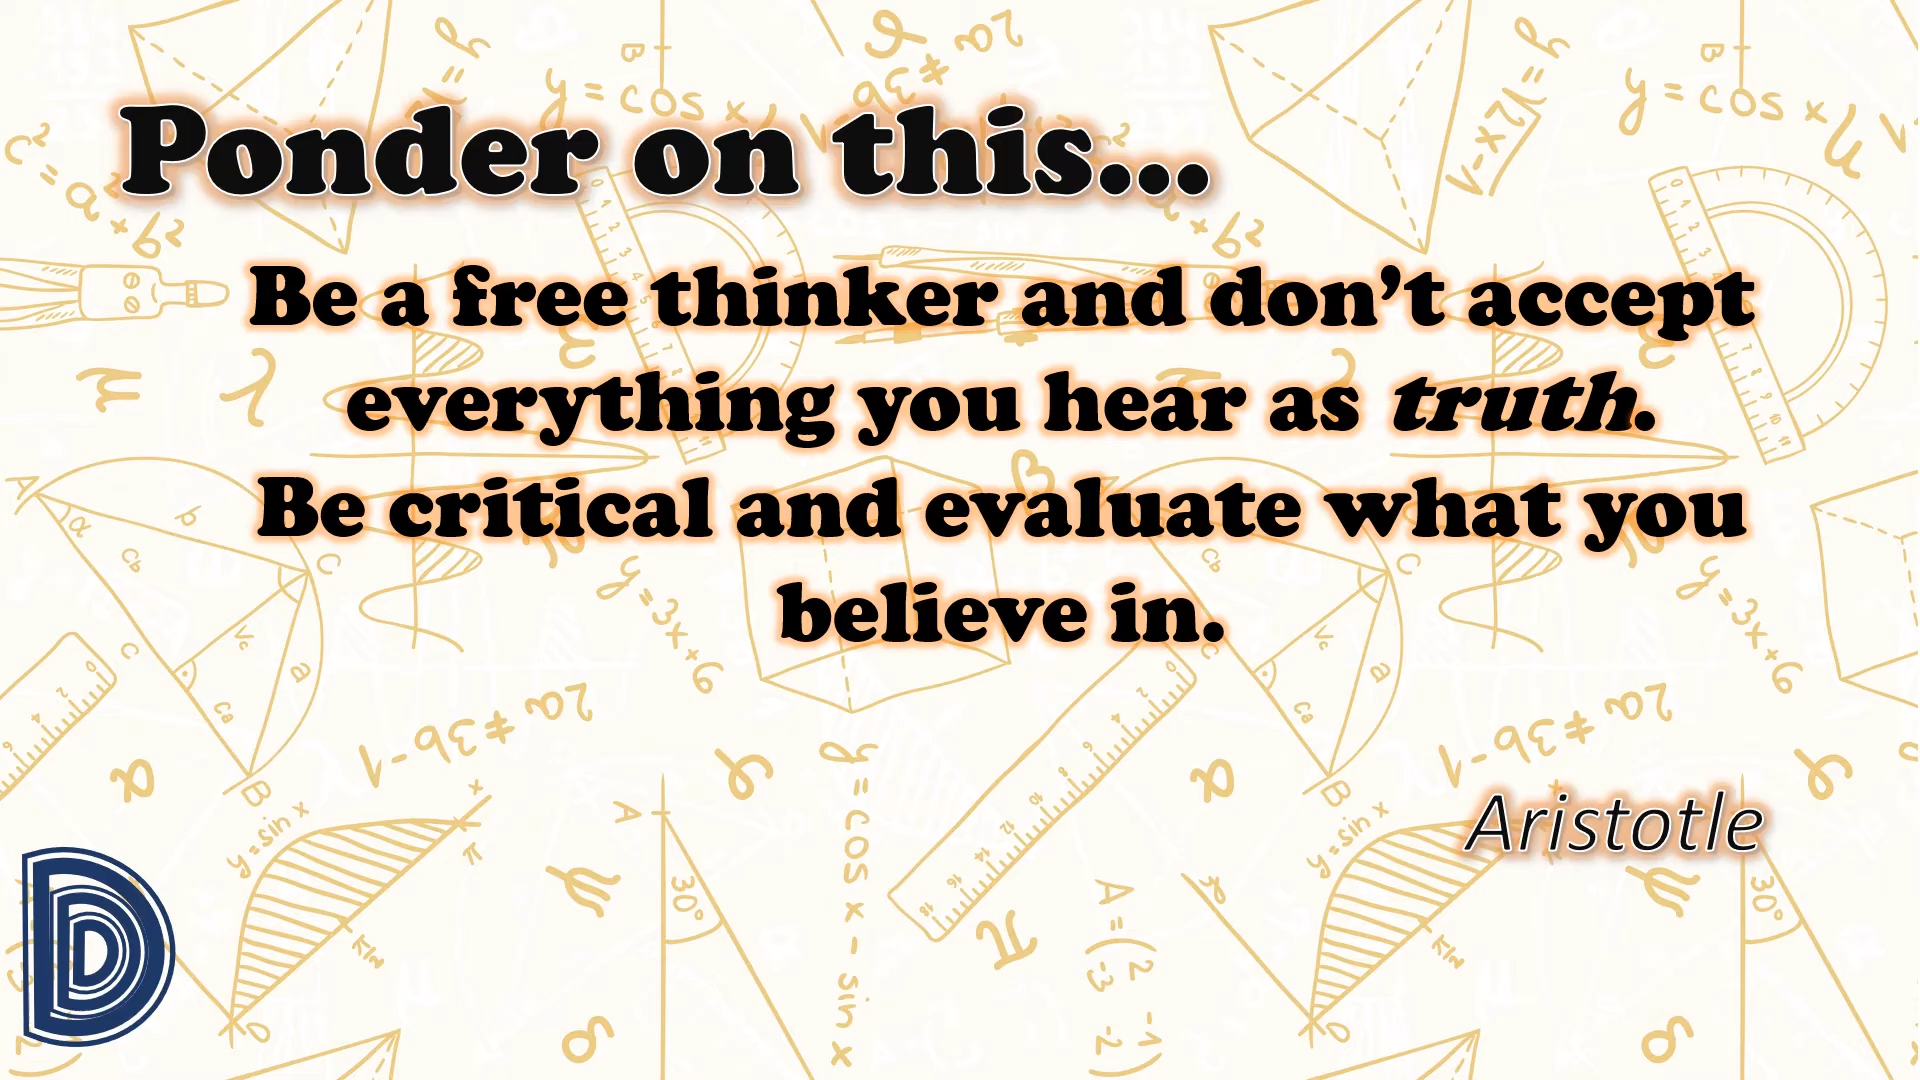 Ponder on this...
Be a free thinker and don’t accept
everything you hear as truth.
Be critical and evaluate what you
believe in.
Aristotle